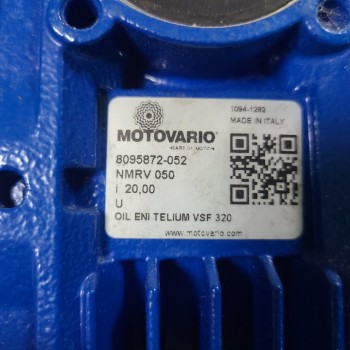 1094-1282
MADE IN ITALY
MOTOVARIO®
HEART OF MOTION
8095872-052
NMRV 050
i 20,00
U
OIL ENI TELIUM VSF 320
www.motovario.com